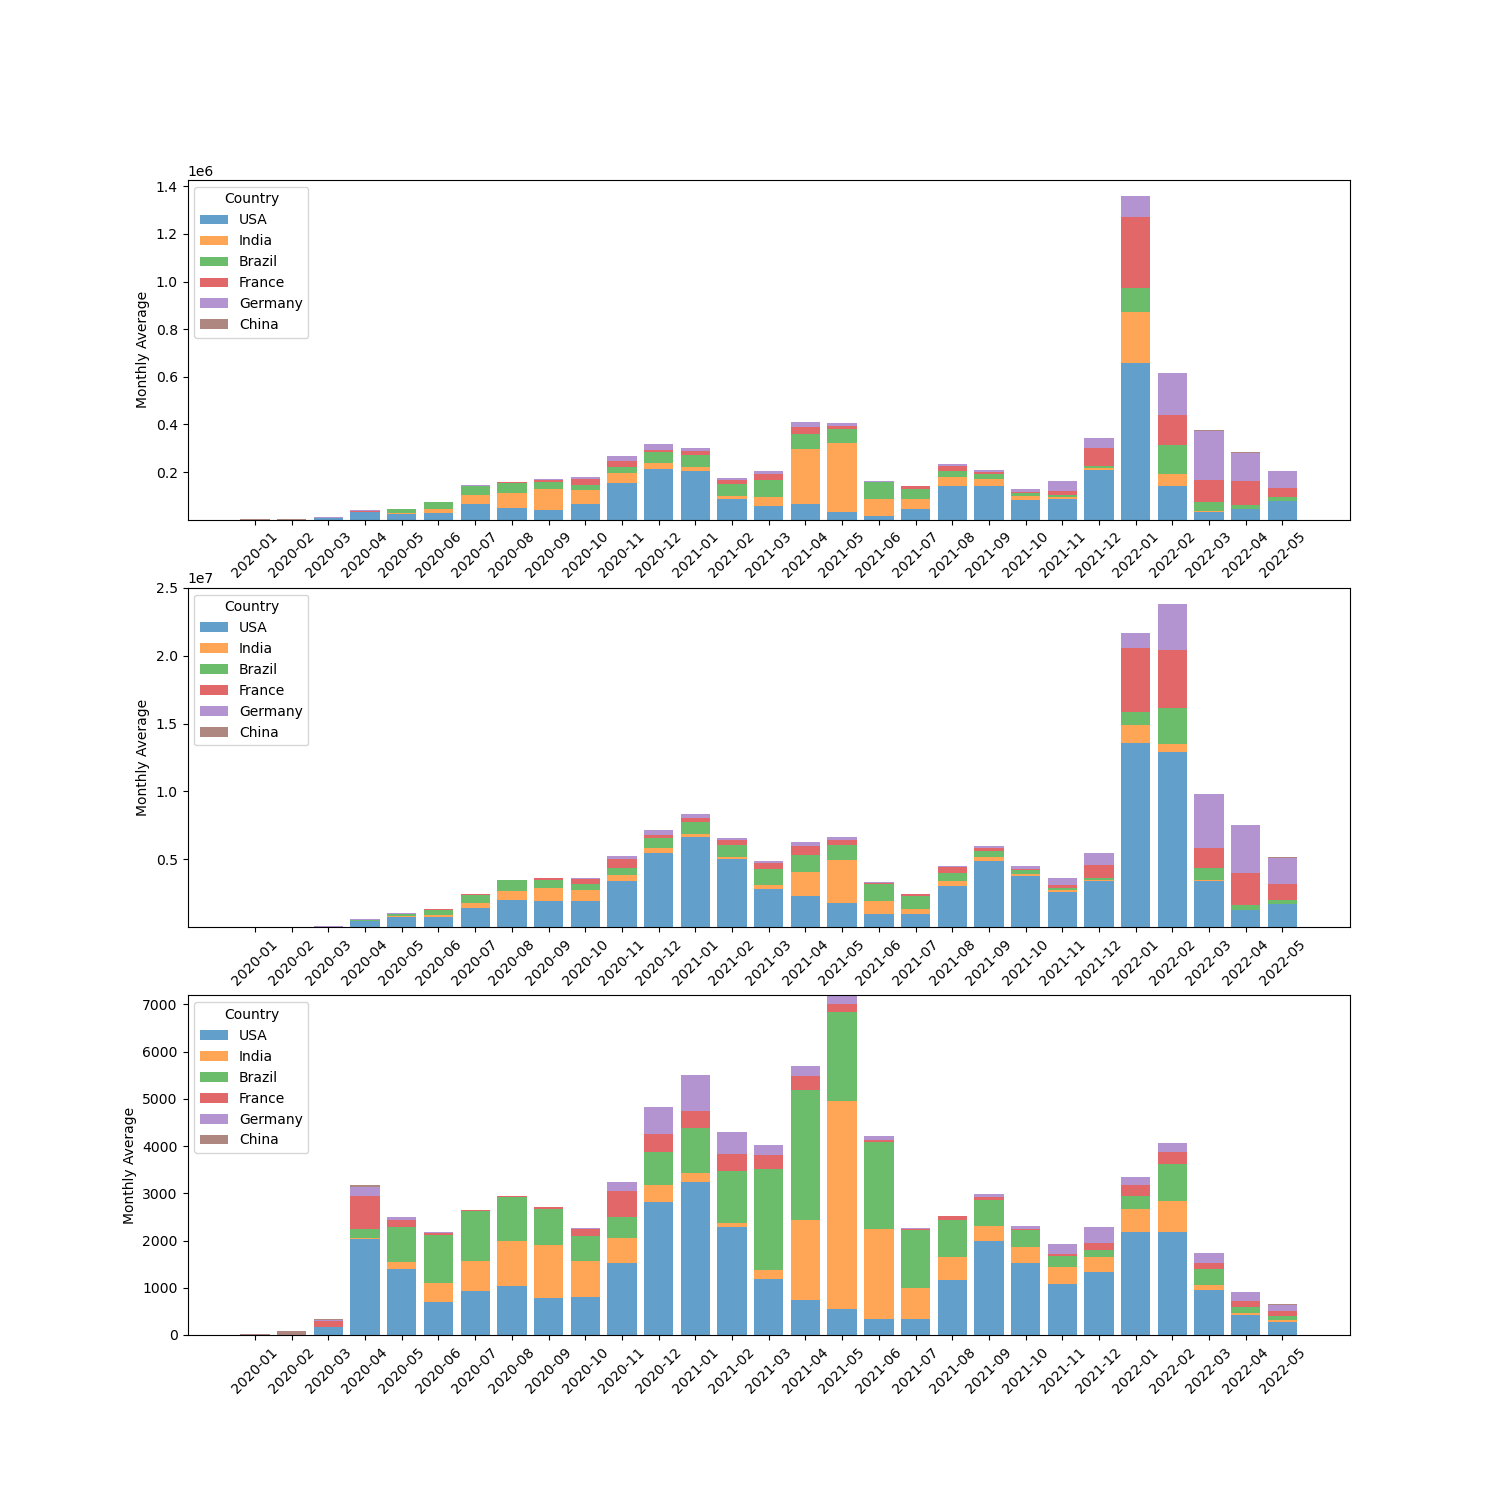 1e6
1.4
1.2
1.0
0.8
0.6
0.4
0.2
Monthly Average
Country
USA
India
Brazil
France
Germany
China
2020-01 2020-02 2020-03 2020-04 2020-05 2020-06 2020-07 2020-08 2020-09 2020-10 2020-11 2020-12 2021-01 2021-02 2021-03 2021-04 2021-05 2021-06 2021-07 2021-08 2021-09 2021-10 2021-11 2021-12 2022-01 2022-02 2022-03 2022-04 2022-05
1e7
2.5
2.0
1.5
1.0
0.5
Monthly Average
Country
USA
India
Brazil
France
Germany
China
2020-01 2020-02 2020-03 2020-04 2020-05 2020-06 2020-07 2020-08 2020-09 2020-10 2020-11 2020-12 2021-01 2021-02 2021-03 2021-04 2021-05 2021-06 2021-07 2021-08 2021-09 2021-10 2021-11 2021-12 2022-01 2022-02 2022-03 2022-04 2022-05
7000
6000
5000
4000
3000
2000
1000
0
Monthly Average
Country
USA
India
Brazil
France
Germany
China
2020-01 2020-02 2020-03 2020-04 2020-05 2020-06 2020-07 2020-08 2020-09 2020-10 2020-11 2020-12 2021-01 2021-02 2021-03 2021-04 2021-05 2021-06 2021-07 2021-08 2021-09 2021-10 2021-11 2021-12 2022-01 2022-02 2022-03 2022-04 2022-05